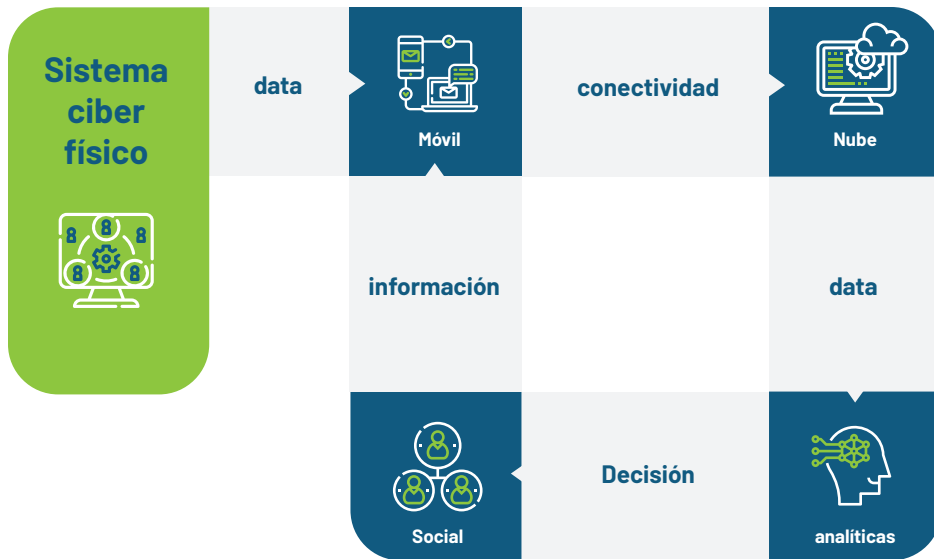 Sistema
ciber
físico
data
Móvil
conectividad
Nube
información
data
Social
Decisión
analíticas